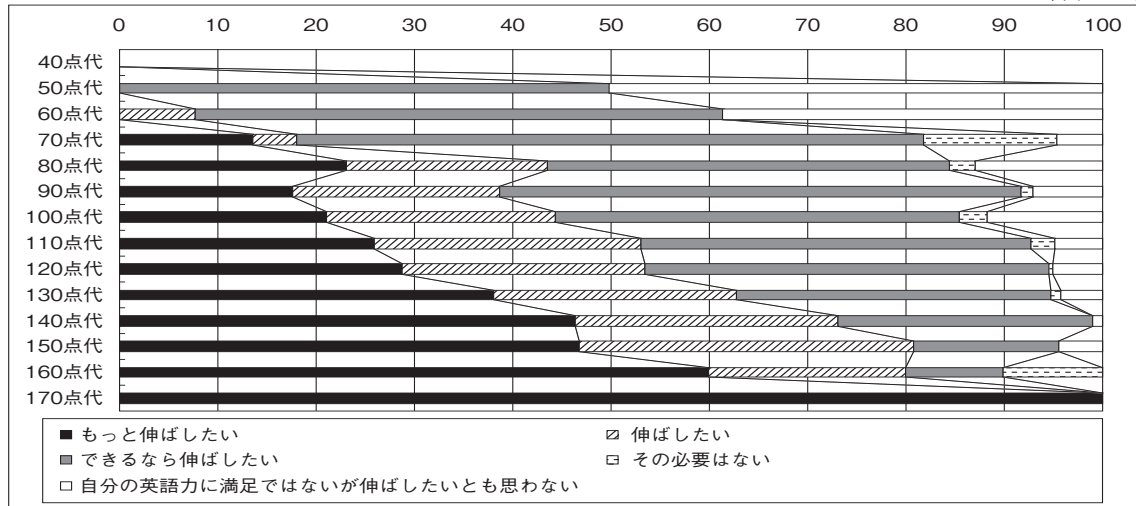 0 10 20 30 40 50 60 70 80 90 100
40点代
50点代
60点代
70点代
80点代
90点代
100点代
110点代
120点代
130点代
140点代
150点代
160点代
170点代
もっと伸ばしたい 伸ばしたい
できるなら伸ばしたい その必要はない
自分の英語力に満足ではないが伸ばしたいとも思わない